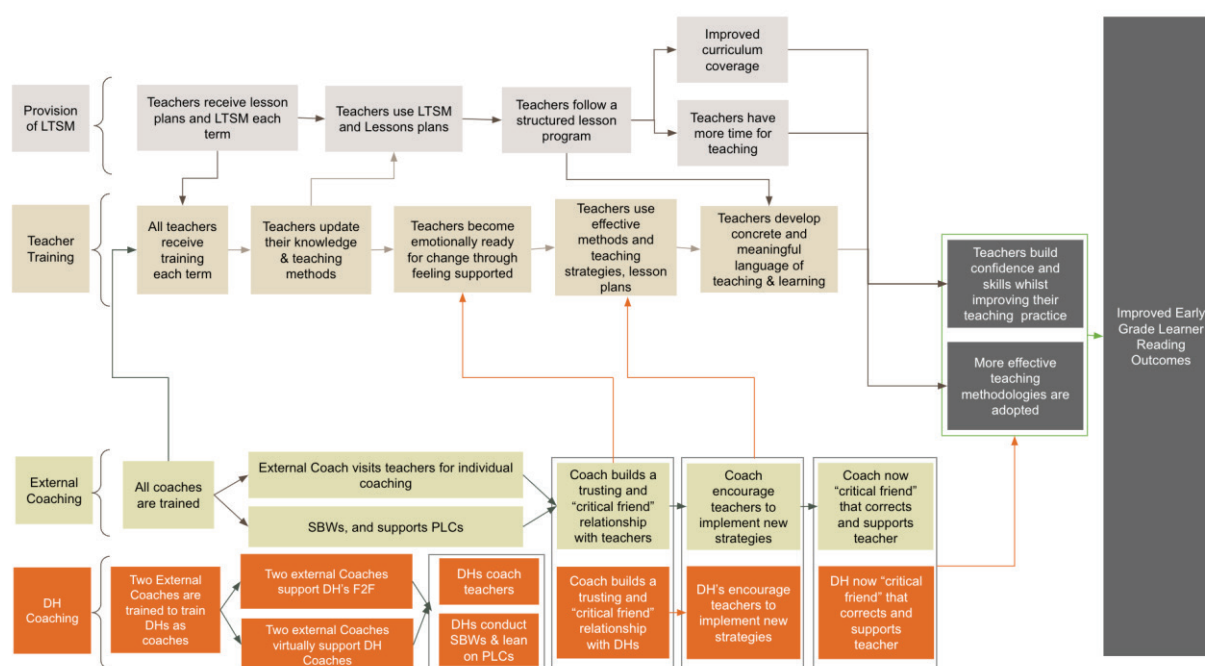 Provision
of LTSM
Teachers receive lesson
plans and LTSM each
term
Teachers use LTSM
and Lessons plans
Teachers follow a
structured lesson
program
Improved
curriculum
coverage
Teachers have
more time for
teaching
Teacher
Training
All teachers
receive
training
each term
Teachers update
their knowledge
& teaching
methods
Teachers become
emotionally ready
for change through
feeling supported
Teachers use
effective
methods and
teaching
strategies, lesson
plans
Teachers develop
concrete and
meaningful
language of
teaching & learning
Teachers build
confidence and
skills whilst
improving their
teaching practice
More effective
teaching
methodologies are
adopted
Improved Early
Grade Learner
Reading
Outcomes
External
Coaching
All coaches
are trained
External Coach visits teachers for individual
coaching
SBWs, and supports PLCs
Coach builds a
trusting and
“critical friend”
relationship
with teachers
Coach
encourage
teachers to
implement new
strategies
Coach now
“critical friend”
that corrects
and supports
teacher
DH
Coaching
Two External
Coaches are
trained to train
DHs as
coaches
Two external Coaches
support DH's F2F
Two external Coaches
virtually support DH
Coaches
DHs coach
teachers
DHs conduct
SBWs & lean
on PLCs
Coach builds a
trusting and
“critical friend”
relationship
with DHs
DH's encourage
teachers to
implement new
strategies
DH now “critical
friend” that
corrects and
supports
teacher